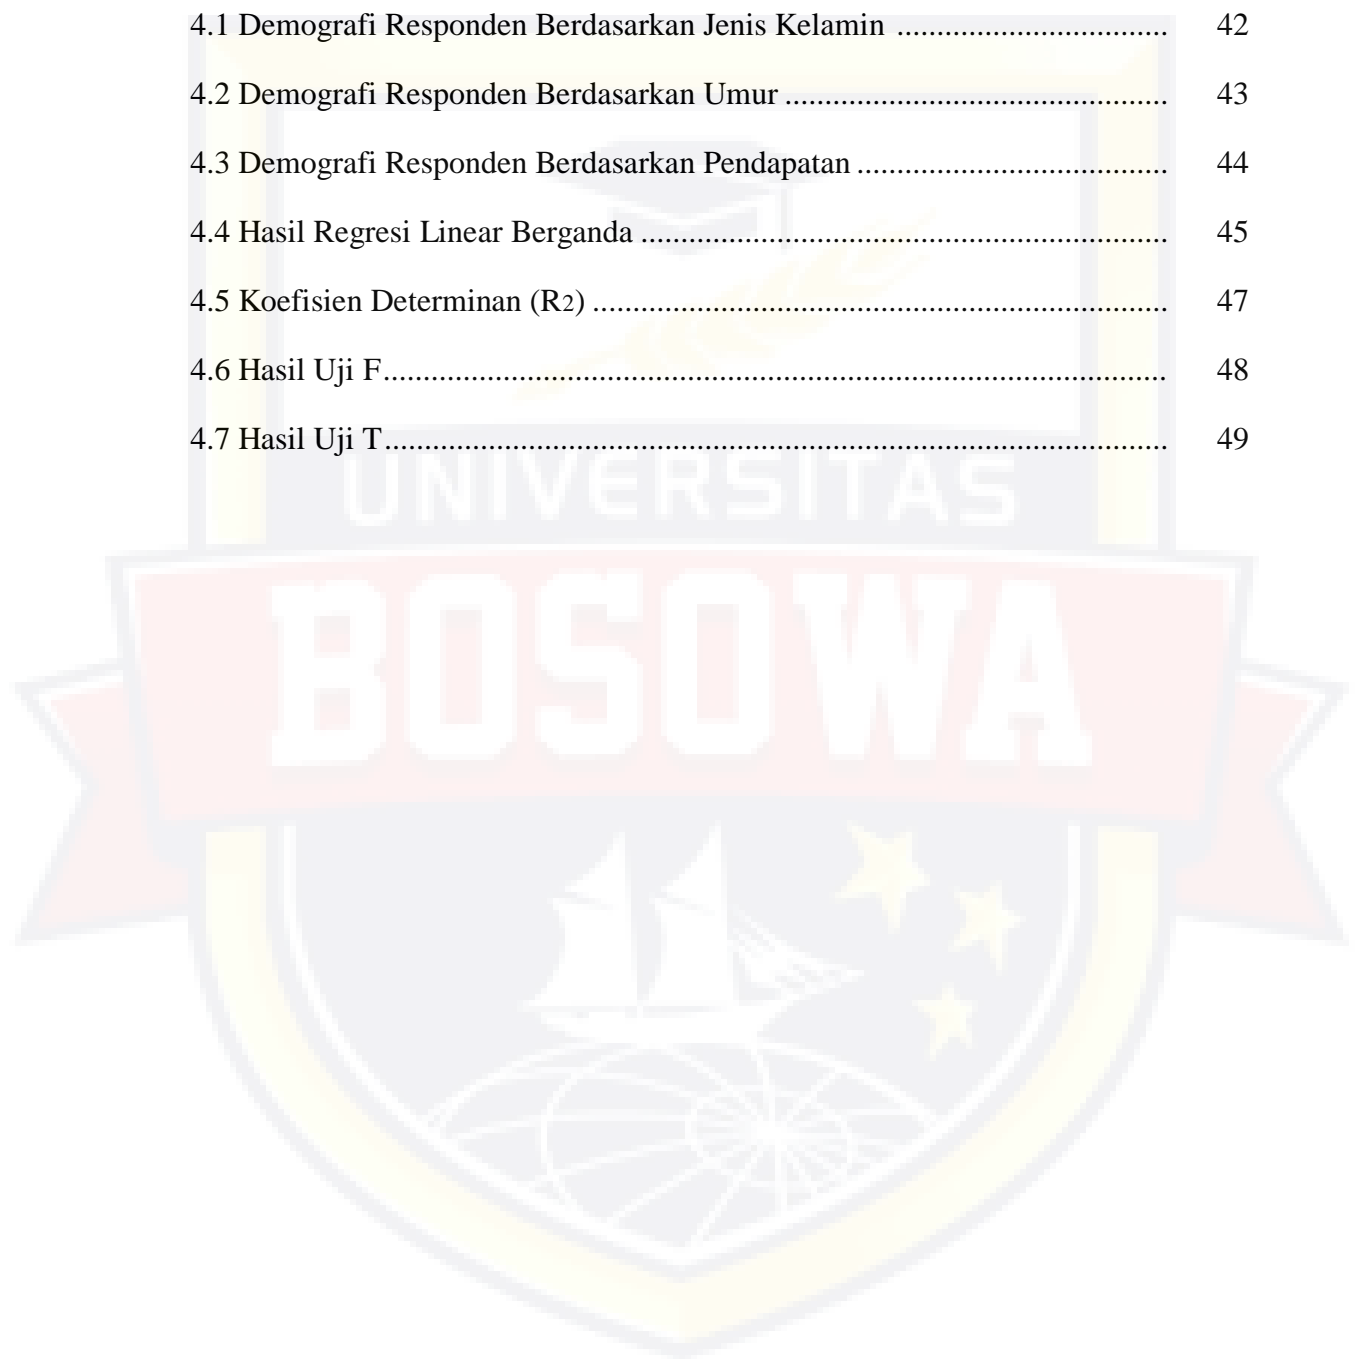 4.1 Demografi Responden Berdasarkan Jenis Kelamin .................................. 42
4.2 Demografi Responden Berdasarkan Umur ................................................ 43
4.3 Demografi Responden Berdasarkan Pendapatan ....................................... 44
4.4 Hasil Regresi Linear Berganda .................................................................. 45
4.5 Koefisien Determinan (R2) ........................................................................ 47
4.6 Hasil Uji F .................................................................................................. 48
4.7 Hasil Uji T .................................................................................................. 49
UNIVERSITAS
BOSOWA